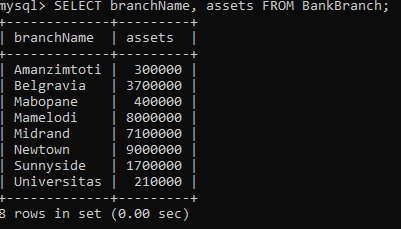 mysql> SELECT branchName, assets FROM BankBranch;
+-------------+---------+
| branchName  | assets  |
+-------------+---------+
| Amanzimtoti |  300000 |
| Belgravia   | 3700000 |
| Mabopane    |  400000 |
| Mamelodi    | 8000000 |
| Midrand     | 7100000 |
| Newtown     | 9000000 |
| Sunnyside   | 1700000 |
| Universitas |  210000 |
+-------------+---------+
8 rows in set (0.00 sec)